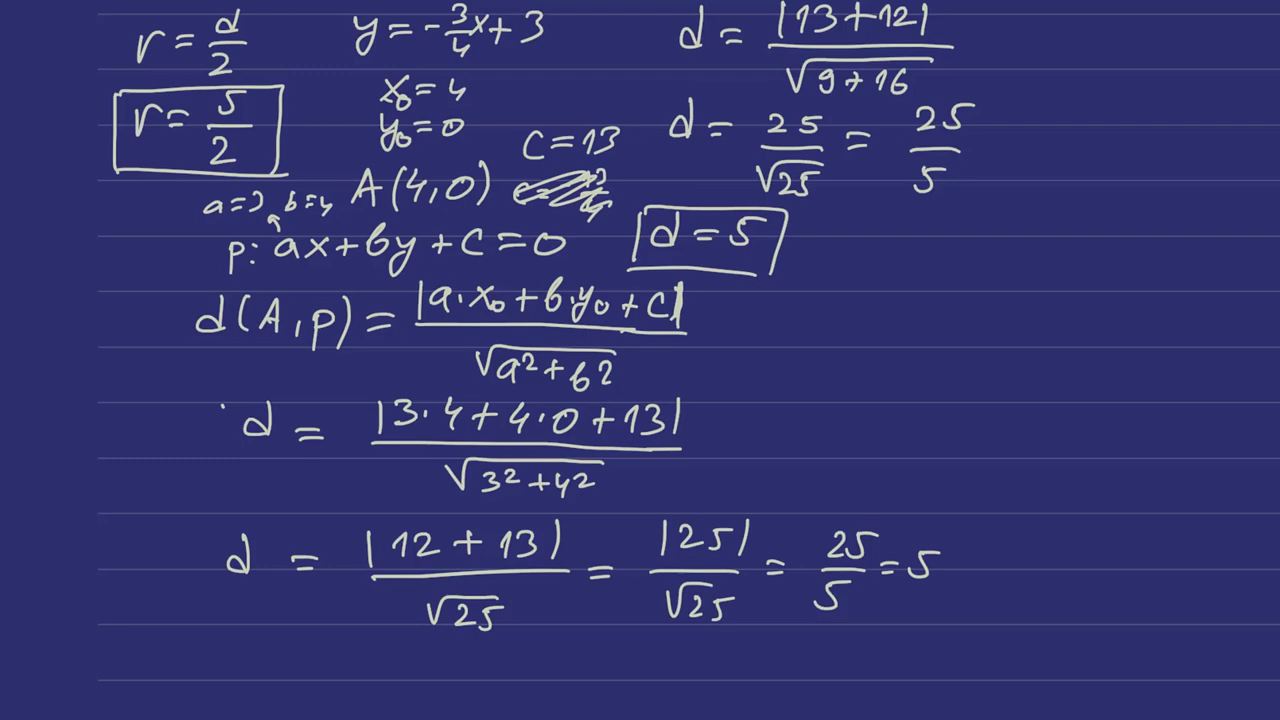 r = d/2
y = -3/4x + 3
d = |13+12| / √9+16
r = 5/2
x₀ = 4
y₀ = 0
C = 13
d = 25/√25 = 25/5
A(4,0)
b=4
p: ax + by + c = 0
d = 5
d(A,p) = |a·x₀ + b·y₀ + c| / √a²+b²
d = |3·4 + 4·0 + 13| / √3²+4²
d = |12 + 13| / √25 = |25| / √25 = 25/5 = 5